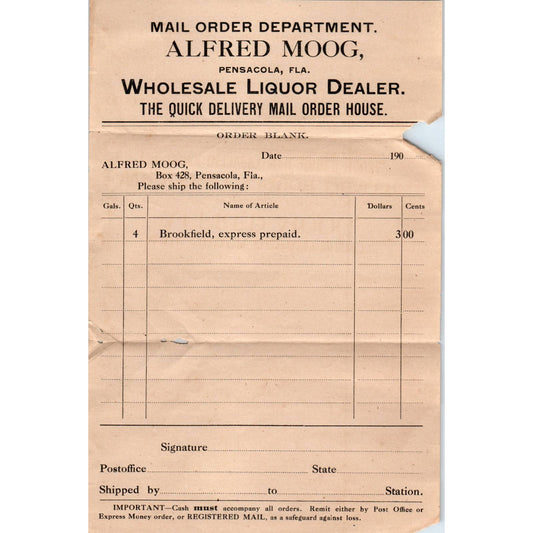 MAIL ORDER DEPARTMENT.
ALFRED MOOG,
PENSACOLA, FLA.
WHOLESALE LIQUOR DEALER.
THE QUICK DELIVERY MAIL ORDER HOUSE.
ORDER BLANK.
Date 190
ALFRED MOOG,
Box 428, Pensacola, Fla.,
Please ship the following:
Gals. Qts. Name of Article Dollars Cents
4 Brookfield, express prepaid. 3 00
Signature
Postoffice State
Shipped by to Station.
IMPORTANT—Cash must accompany all orders. Remit either by Post Office or
Express Money order, or REGISTERED MAIL, as a safeguard against loss.